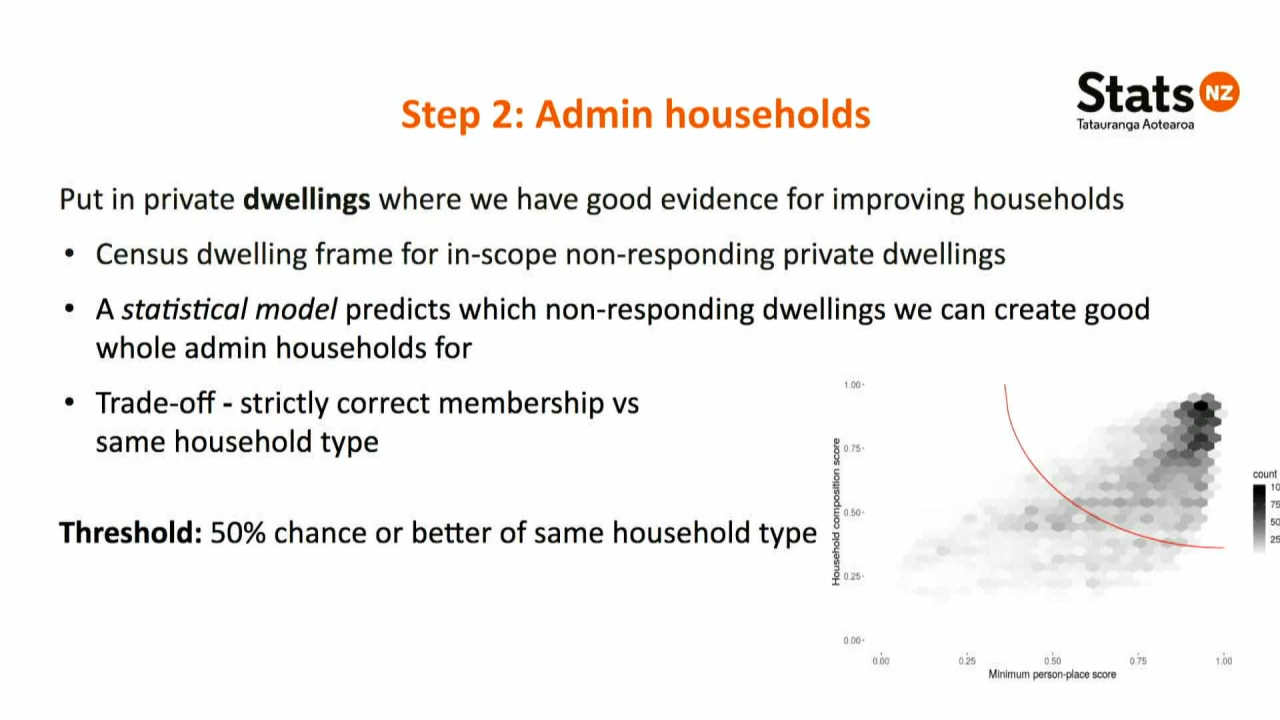 Step 2: Admin households
Stats NZ
Tatauranga Aotearoa
Put in private dwellings where we have good evidence for improving households
• Census dwelling frame for in-scope non-responding private dwellings
• A statistical model predicts which non-responding dwellings we can create good
whole admin households for
• Trade-off - strictly correct membership vs
same household type
Threshold: 50% chance or better of same household type
Household composition score
1.00
0.75
0.50
0.25
0.00
0.00 0.25 0.50 0.75 1.00
Minimum person-place score
count